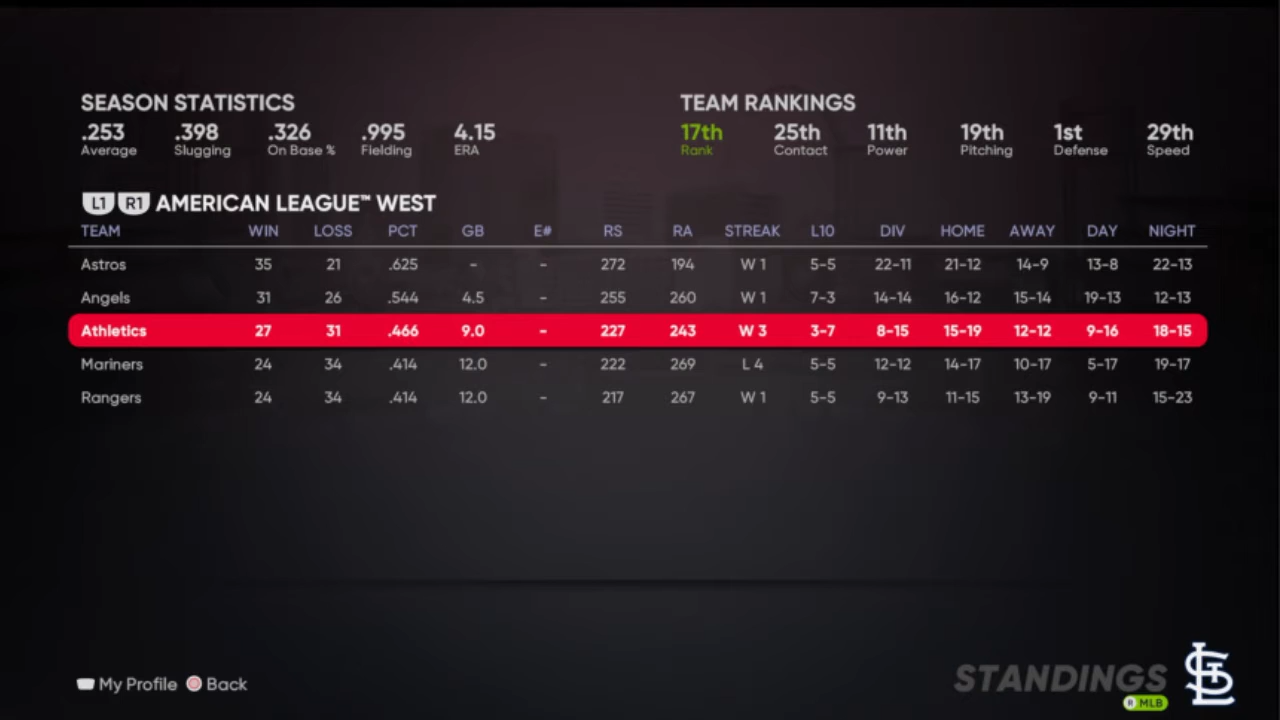 SEASON STATISTICS TEAM RANKINGS
.253 .398 .326 .995 4.15 17th 25th 11th 19th 1st 29th
Average Slugging On Base % Fielding ERA Rank Contact Power Pitching Defense Speed
L1 R1 AMERICAN LEAGUE™ WEST
TEAM WIN LOSS PCT GB E# RS RA STREAK L10 DIV HOME AWAY DAY NIGHT
Astros 35 21 .625 - - 272 194 W 1 5-5 22-11 21-12 14-9 13-8 22-13
Angels 31 26 .544 4.5 - 255 260 W 1 7-3 14-14 16-12 15-14 19-13 12-13
Athletics 27 31 .466 9.0 - 227 243 W 3 3-7 8-15 15-19 12-12 9-16 18-15
Mariners 24 34 .414 12.0 - 222 269 L 4 5-5 12-12 14-17 10-17 5-17 19-17
Rangers 24 34 .414 12.0 - 217 267 W 1 5-5 9-13 11-15 13-19 9-11 15-23
My Profile Back STANDINGS STL
R MLB